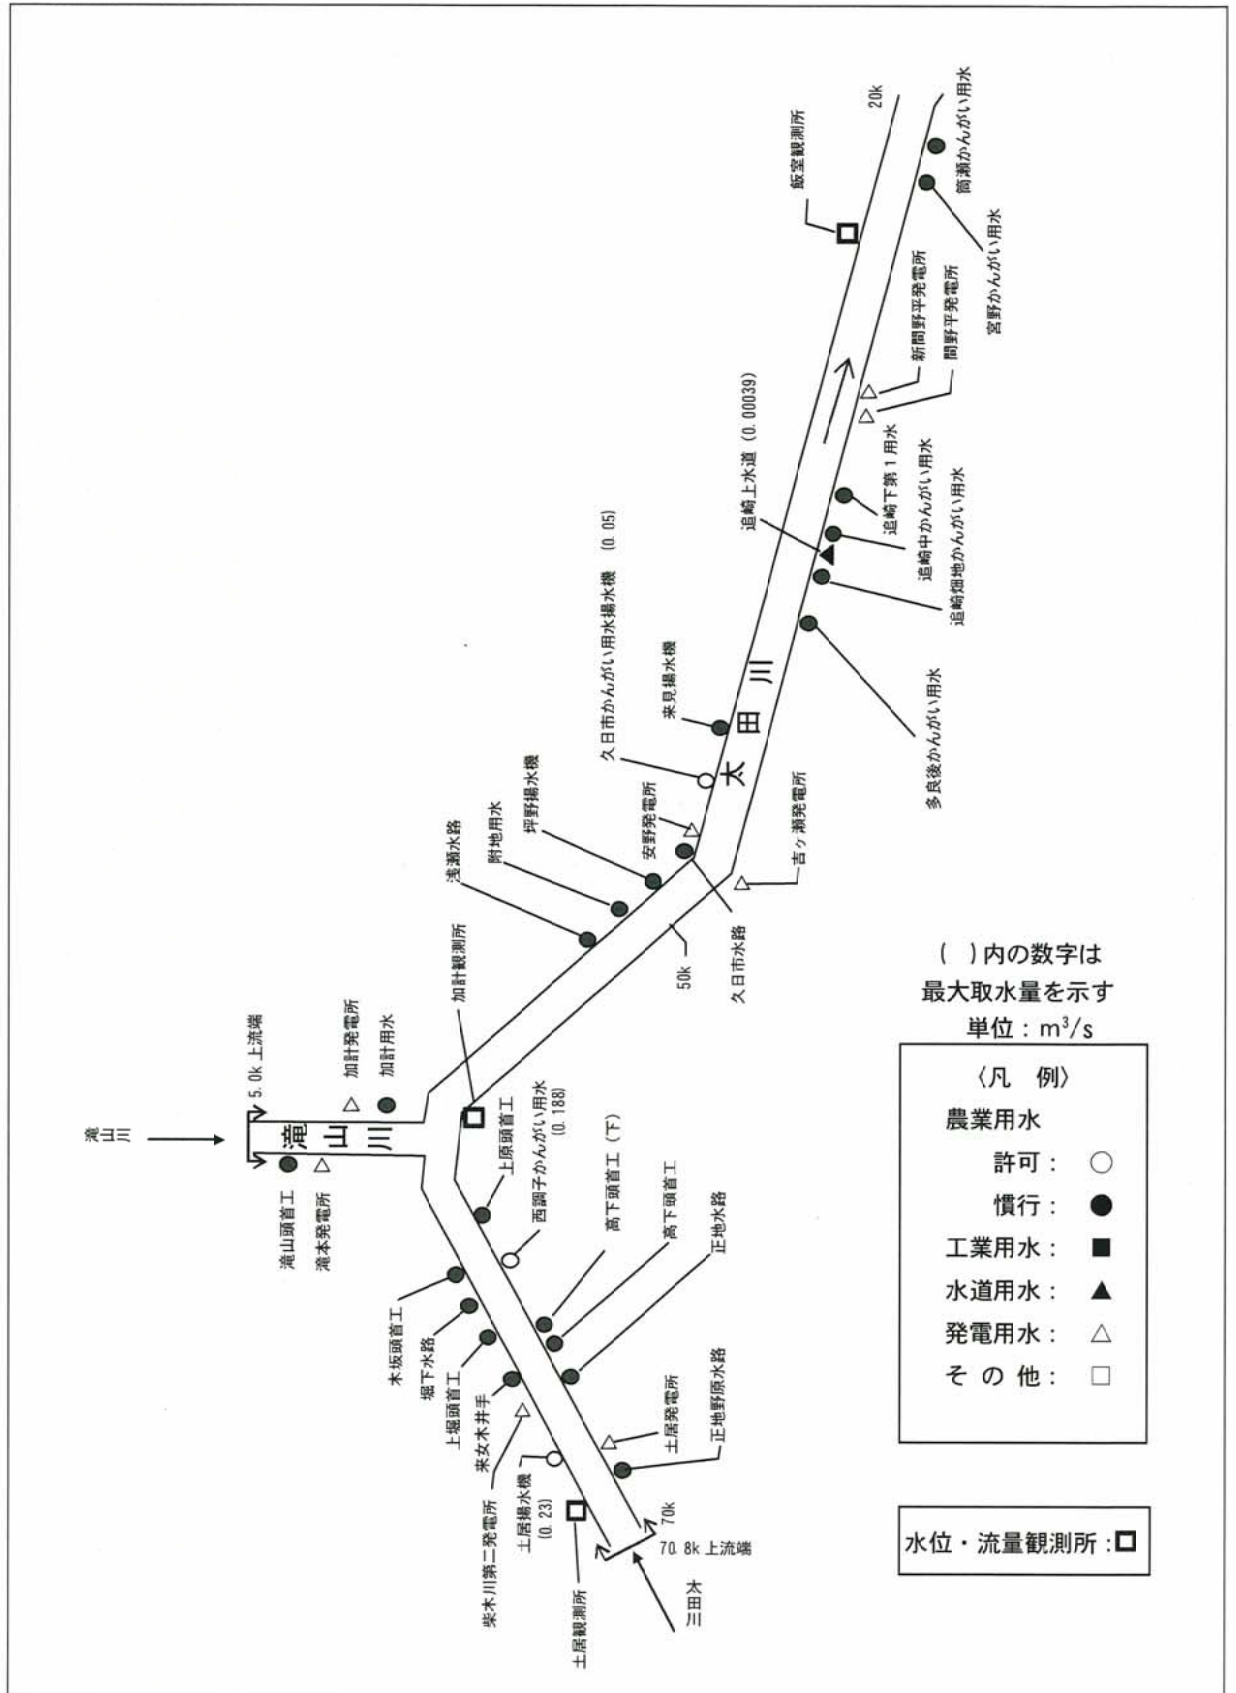 滝山川
5.0k 上流端
滝山川
滝山頭首工
滝本発電所
加計発電所
加計用水
加計観測所
浅瀬水路
附地用水
坪野揚水機
安野発電所
久日市かんがい用水揚水機 (0.05)
来見揚水機
追崎上水道 (0.00039)
飯室観測所
20k
筒瀬かんがい用水
宮野かんがい用水
新間野平発電所
間野平発電所
追崎下第1用水
追崎中かんがい用水
追崎畑地かんがい用水
多良後かんがい用水
太田川
吉ヶ瀬発電所
久日市水路
50k
上原頭首工
西調子かんがい用水
(0.188)
高下頭首工 (下)
高下頭首工
正地水路
土居発電所
正地野原水路
木坂頭首工
堀下水路
上堀頭首工
来女木井手
柴木川第二発電所
土居揚水機
(0.23)
土居観測所
70k
70.8k 上流端
太田川
( )内の数字は
最大取水量を示す
単位:m³/s
〈凡 例〉
農業用水
許可: ○
慣行: ●
工業用水: ■
水道用水: ▲
発電用水: △
その他: □
水位・流量観測所:□